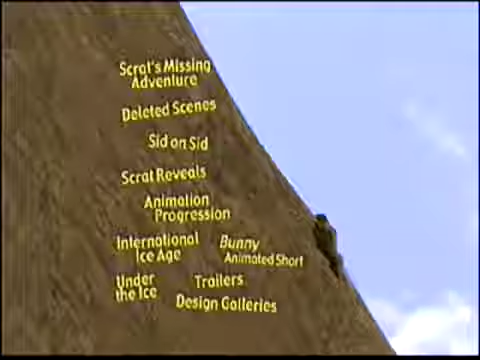 Scrat's Missing
Adventure
Deleted Scenes
Sid on Sid
Scrat Reveals
Animation
Progression
International
Ice Age
Bunny
Animated Short
Under
the Ice
Trailers
Design Galleries